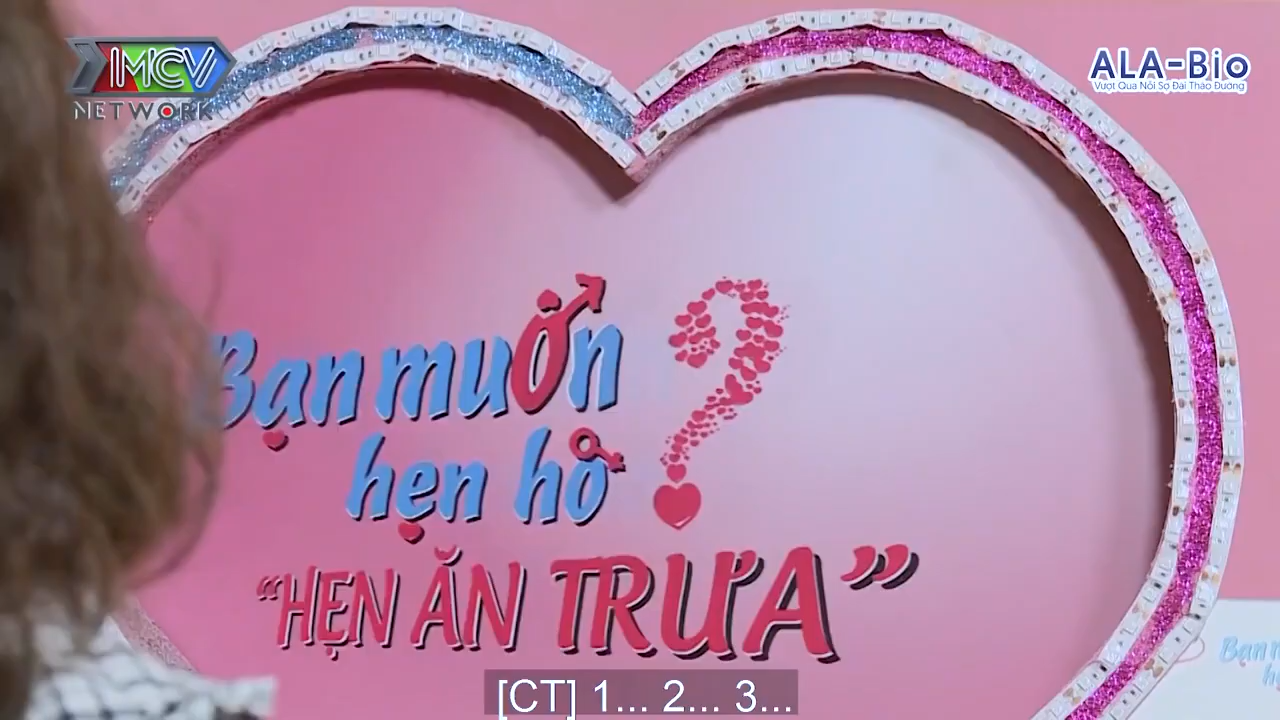 MCV
NETWORK
ALA-Bio
Vượt Qua Nỗi Sợ Đái Tháo Đường
Bạn muốn
hẹn hò
?
“HẸN ĂN TRƯA”
[CT] 1... 2... 3...